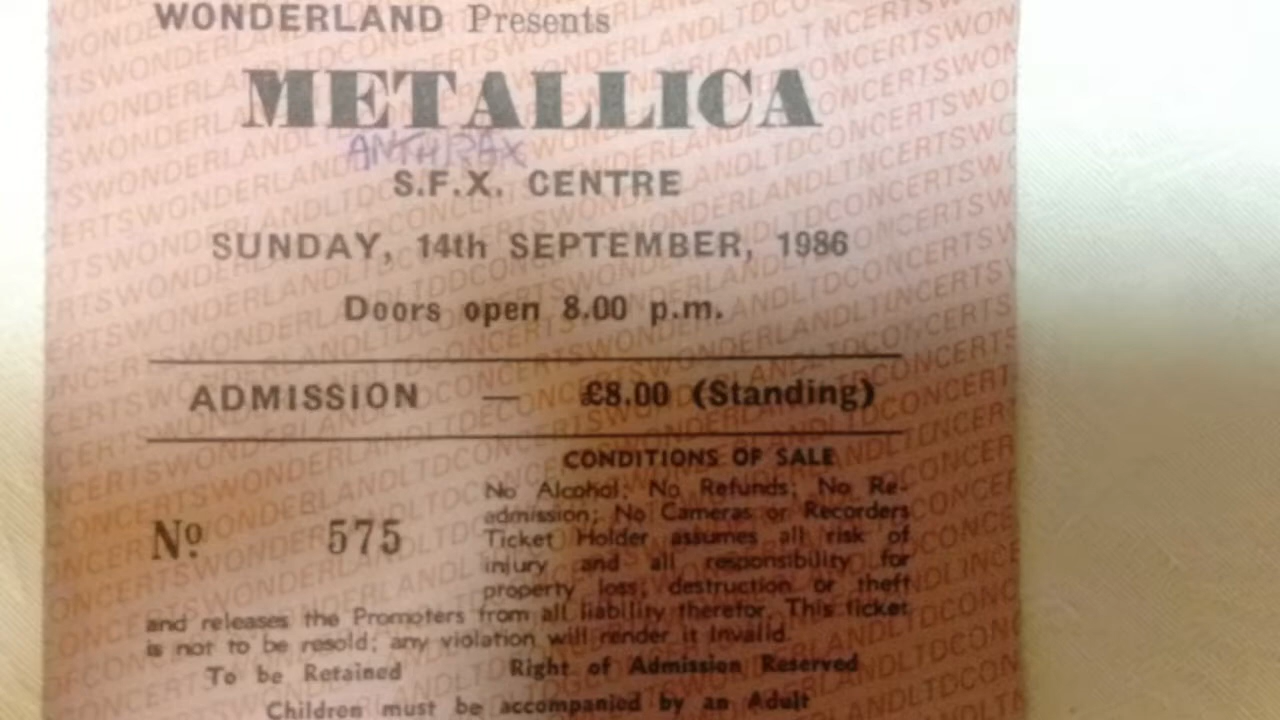 WONDERLAND Presents
METALLICA
ANTHRAX
S.F.X. CENTRE
SUNDAY, 14th SEPTEMBER, 1986
Doors open 8.00 p.m.
ADMISSION — £8.00 (Standing)
CONDITIONS OF SALE
No Alcohol; No Refunds; No Re-
admission; No Cameras or Recorders
Nº 575
Ticket Holder assumes all risk of
injury and all responsibility for
property loss, destruction or theft
and releases the Promoters from all liability therefor. This ticket
is not to be resold; any violation will render it invalid.
To be Retained Right of Admission Reserved
Children must be accompanied by an Adult